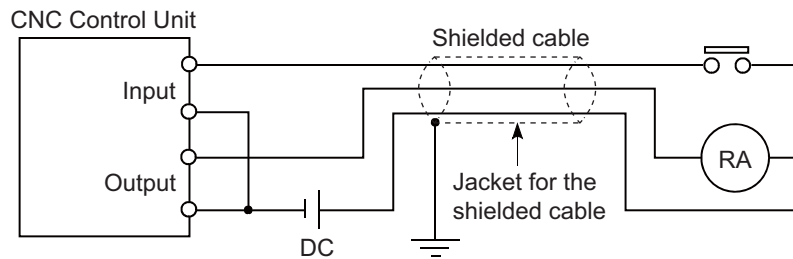 CNC Control Unit
Shielded cable
Input
RA
Output
Jacket for the
shielded cable
DC